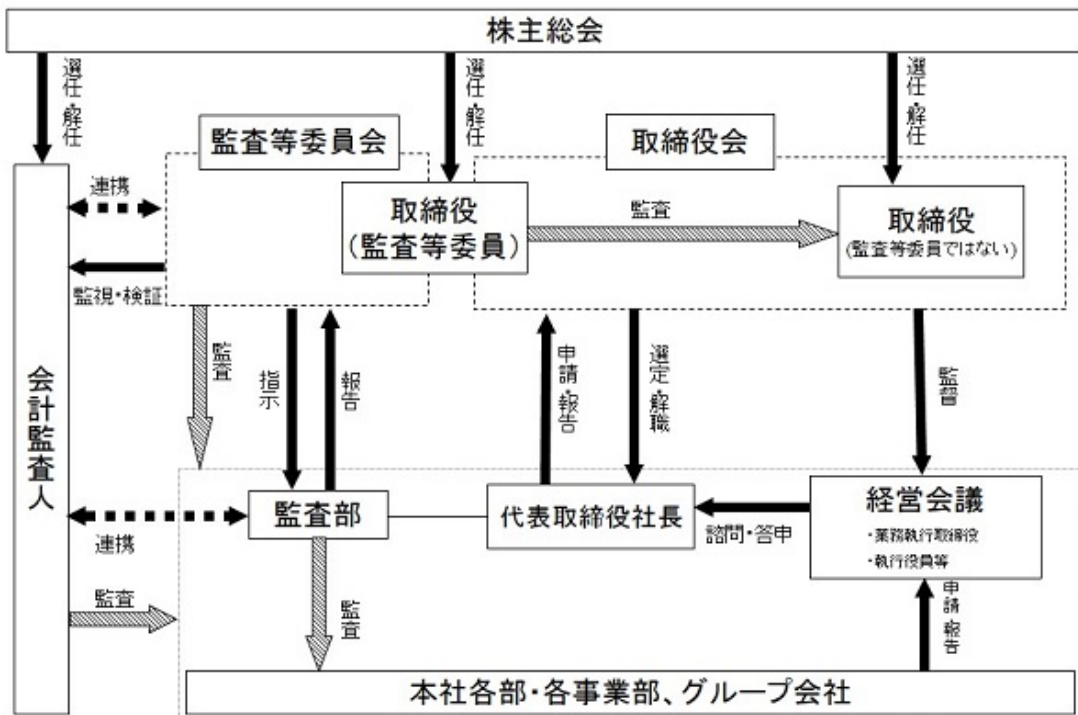 株主総会
選任・解任
選任・解任
選任・解任
監査等委員会
取締役会
連携
取締役
(監査等委員)
監査
取締役
(監査等委員ではない)
監視・検証
監査
指示
報告
申請・報告
選定・解職
監督
会計監査人
監査部
代表取締役社長
経営会議
・業務執行取締役
・執行役員等
連携
諮問・答申
監査
監査
申請・報告
本社各部・各事業部、グループ会社